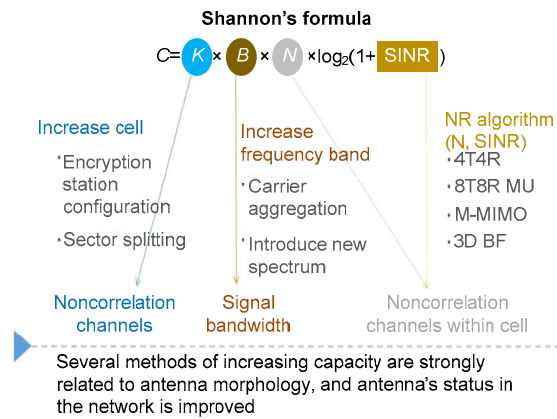 Shannon's formula
C=K×B×N×log₂(1+SINR)
Increase cell
·Encryption
station
configuration
·Sector splitting
Increase
frequency band
·Carrier
aggregation
·Introduce new
spectrum
NR algorithm
(N, SINR)
·4T4R
·8T8R MU
·M-MIMO
·3D BF
Noncorrelation
channels
Signal
bandwidth
Noncorrelation
channels within cell
Several methods of increasing capacity are strongly
related to antenna morphology, and antenna's status in
the network is improved